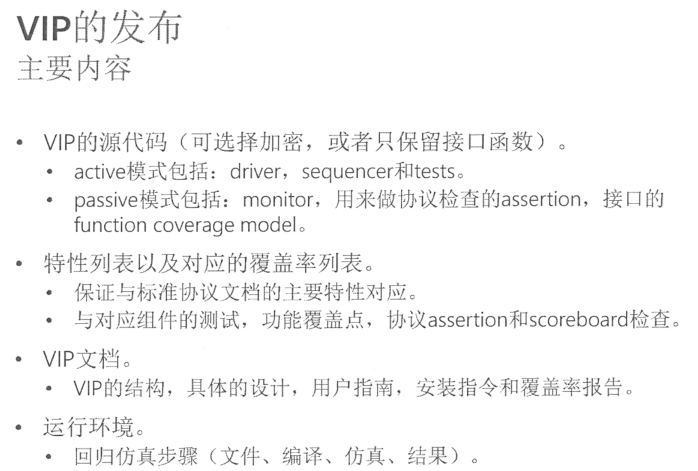 VIP的发布
主要内容
• VIP的源代码（可选择加密，或者只保留接口函数）。
• active模式包括：driver，sequencer和tests。
• passive模式包括：monitor，用来做协议检查的assertion，接口的
function coverage model。
• 特性列表以及对应的覆盖率列表。
• 保证与标准协议文档的主要特性对应。
• 与对应组件的测试，功能覆盖点，协议assertion和scoreboard检查。
• VIP文档。
• VIP的结构，具体的设计，用户指南，安装指令和覆盖率报告。
• 运行环境。
• 回归仿真步骤（文件、编译、仿真、结果）。